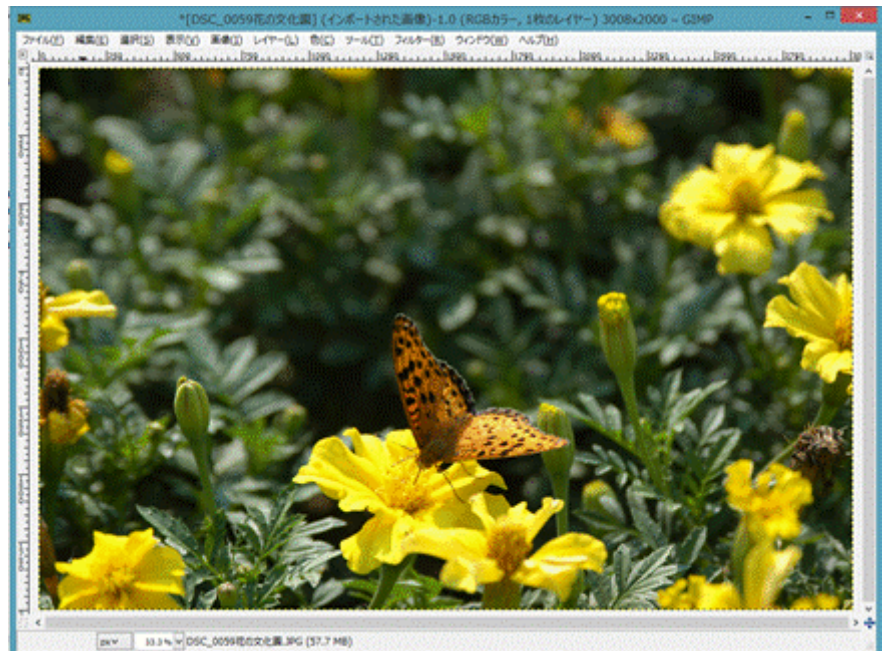 *[DSC_0059花の文化園] (インポートされた画像)-1.0 (RGBカラー, 1枚のレイヤー) 3008x2000 – GIMP
ファイル(F) 編集(E) 選択(S) 表示(V) 画像(I) レイヤー(L) 色(C) ツール(T) フィルター(R) ウィンドウ(W) ヘルプ(H)
px 33.3 % DSC_0059花の文化園.JPG (57.7 MB)